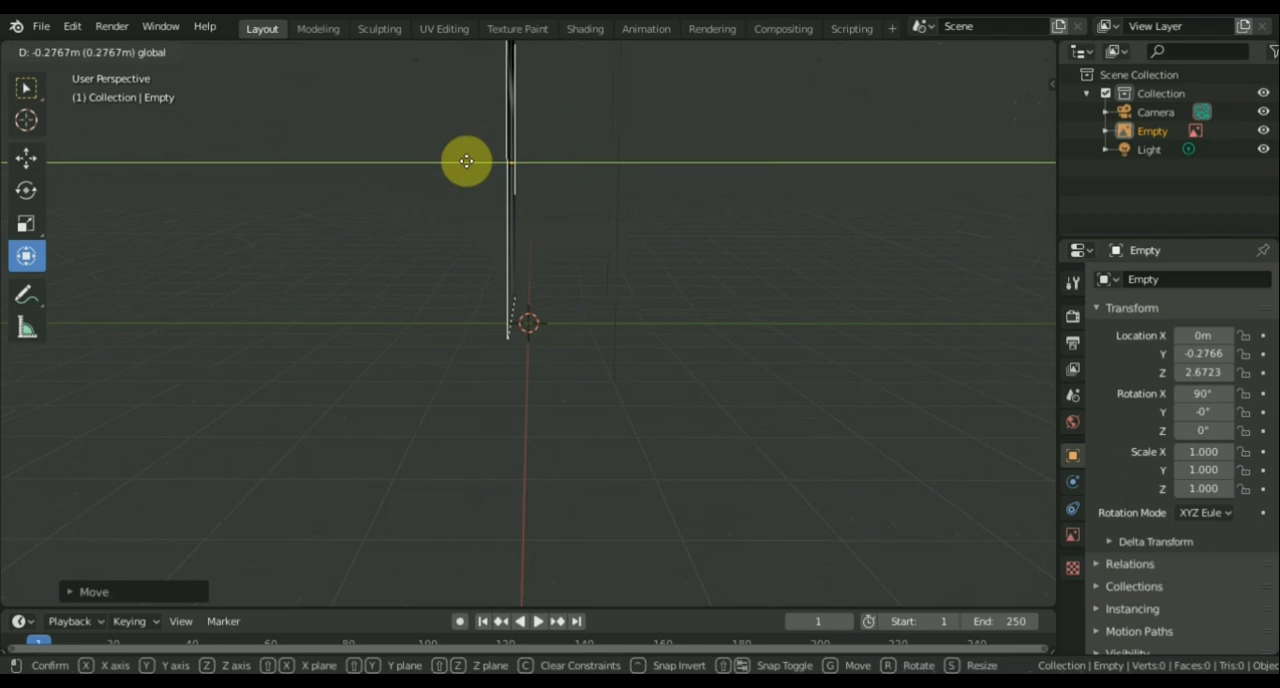 File Edit Render Window Help Layout Modeling Sculpting UV Editing Texture Paint Shading Animation Rendering Compositing Scripting + Scene View Layer
D: -0.2767m (0.2767m) global
User Perspective
(1) Collection | Empty
Scene Collection
Collection
Camera
Empty
Light
Empty
Empty
Transform
Location X 0m
Y -0.2766
Z 2.6723
Rotation X 90°
Y -0°
Z 0°
Scale X 1.000
Y 1.000
Z 1.000
Rotation Mode XYZ Eule
Delta Transform
Relations
Collections
Instancing
Motion Paths
Visibility
Move
Playback Keying View Marker 1 Start: 1 End: 250
1 20 40 60 80 100 120 140 160 180 200 220 240
Confirm X X axis Y Y axis Z Z axis X X plane Y Y plane Z Z plane C Clear Constraints Snap Invert Snap Toggle G Move R Rotate S Resize Collection | Empty | Verts:0 | Faces:0 | Tris:0 | Objec